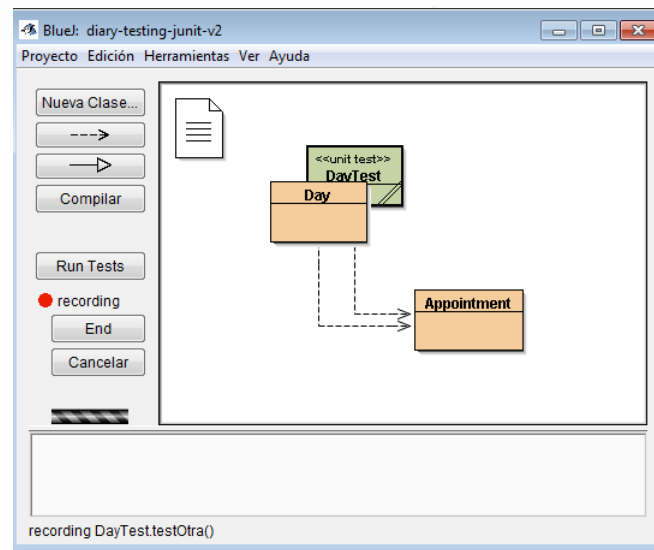 BlueJ: diary-testing-junit-v2
Proyecto Edición Herramientas Ver Ayuda
Nueva Clase...
--->
Compilar
Run Tests
recording
End
Cancelar
<<unit test>>
DayTest
Day
Appointment
recording DayTest.testOtra()